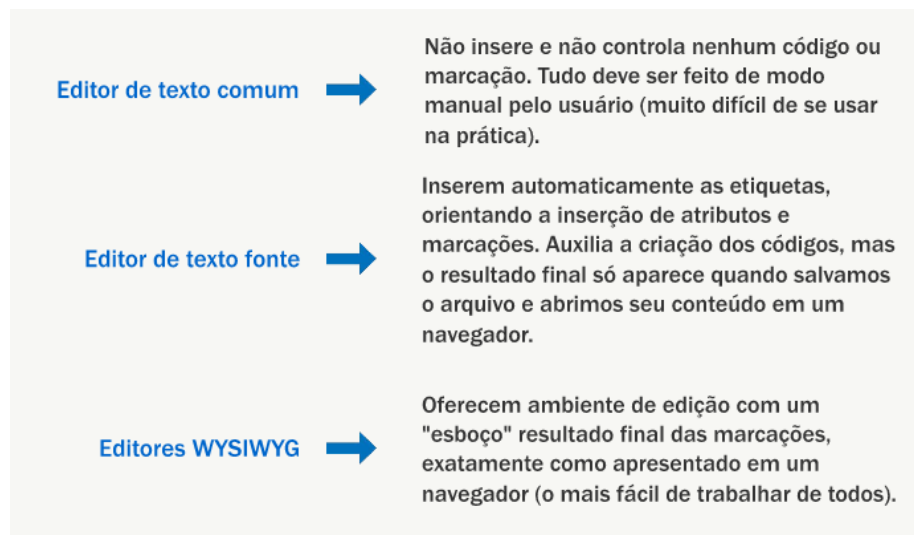 Editor de texto comum
Não insere e não controla nenhum código ou
marcação. Tudo deve ser feito de modo
manual pelo usuário (muito difícil de se usar
na prática).
Editor de texto fonte
Inserem automaticamente as etiquetas,
orientando a inserção de atributos e
marcações. Auxilia a criação dos códigos, mas
o resultado final só aparece quando salvamos
o arquivo e abrimos seu conteúdo em um
navegador.
Editores WYSIWYG
Oferecem ambiente de edição com um
"esboço" resultado final das marcações,
exatamente como apresentado em um
navegador (o mais fácil de trabalhar de todos).